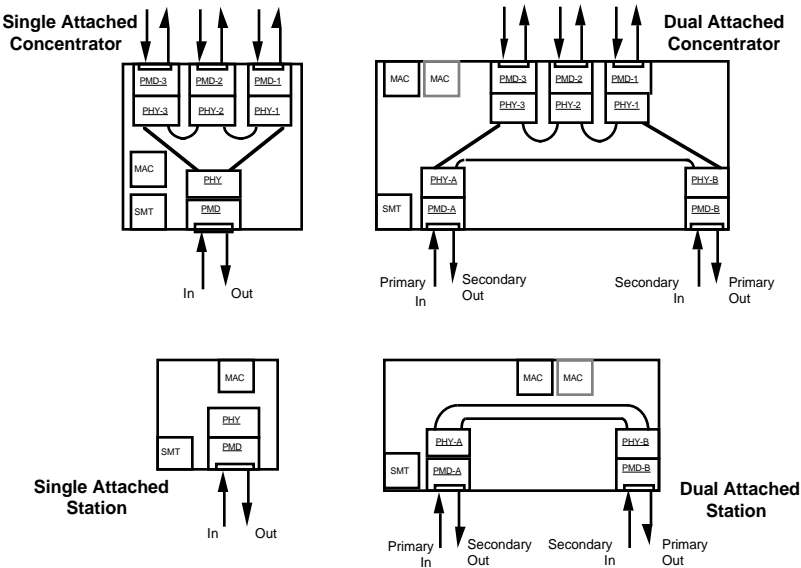 Single Attached
Concentrator
PMD-3
PMD-2
PMD-1
PHY-3
PHY-2
PHY-1
MAC
PHY
SMT
PMD
In
Out
Dual Attached
Concentrator
MAC
MAC
PMD-3
PMD-2
PMD-1
PHY-3
PHY-2
PHY-1
PHY-A
PHY-B
SMT
PMD-A
PMD-B
Primary
In
Secondary
Out
Secondary
In
Primary
Out
MAC
PHY
SMT
PMD
Single Attached
Station
In
Out
MAC
MAC
PHY-A
PHY-B
SMT
PMD-A
PMD-B
Dual Attached
Station
Primary
In
Secondary
Out
Secondary
In
Primary
Out